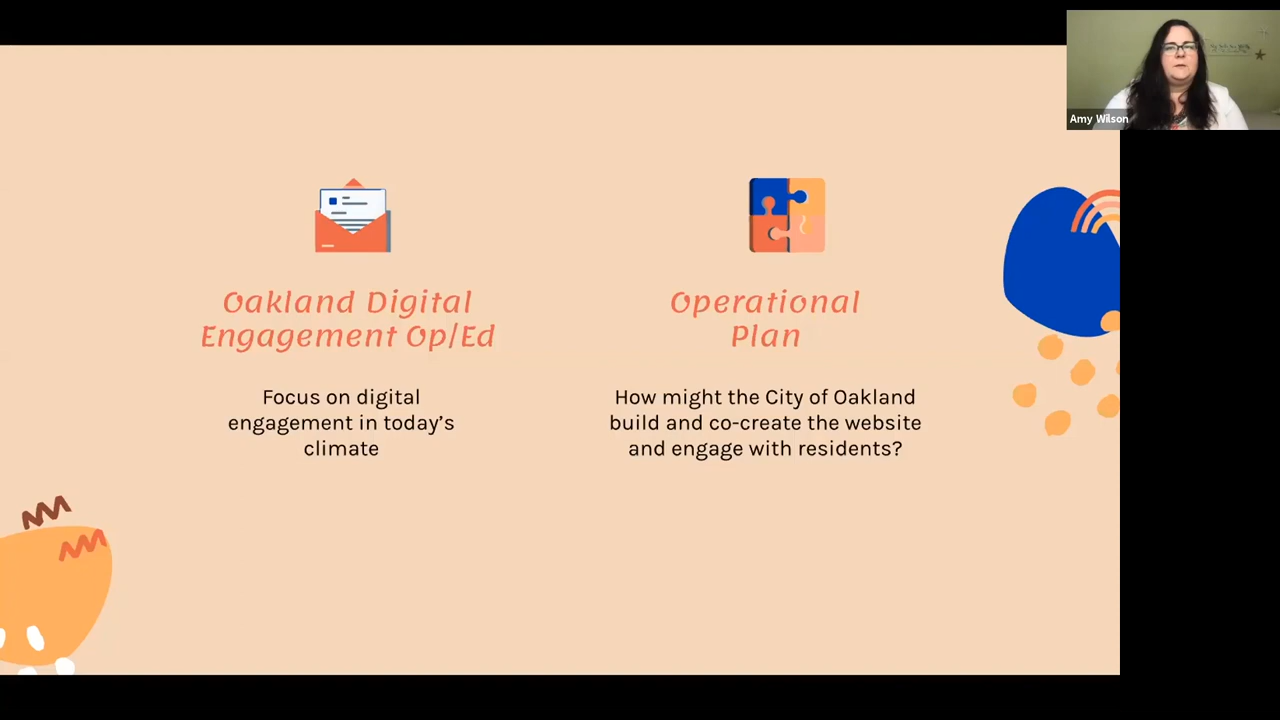 Amy Wilson
Oakland Digital
Engagement Op/Ed
Focus on digital
engagement in today's
climate
Operational
Plan
How might the City of Oakland
build and co-create the website
and engage with residents?